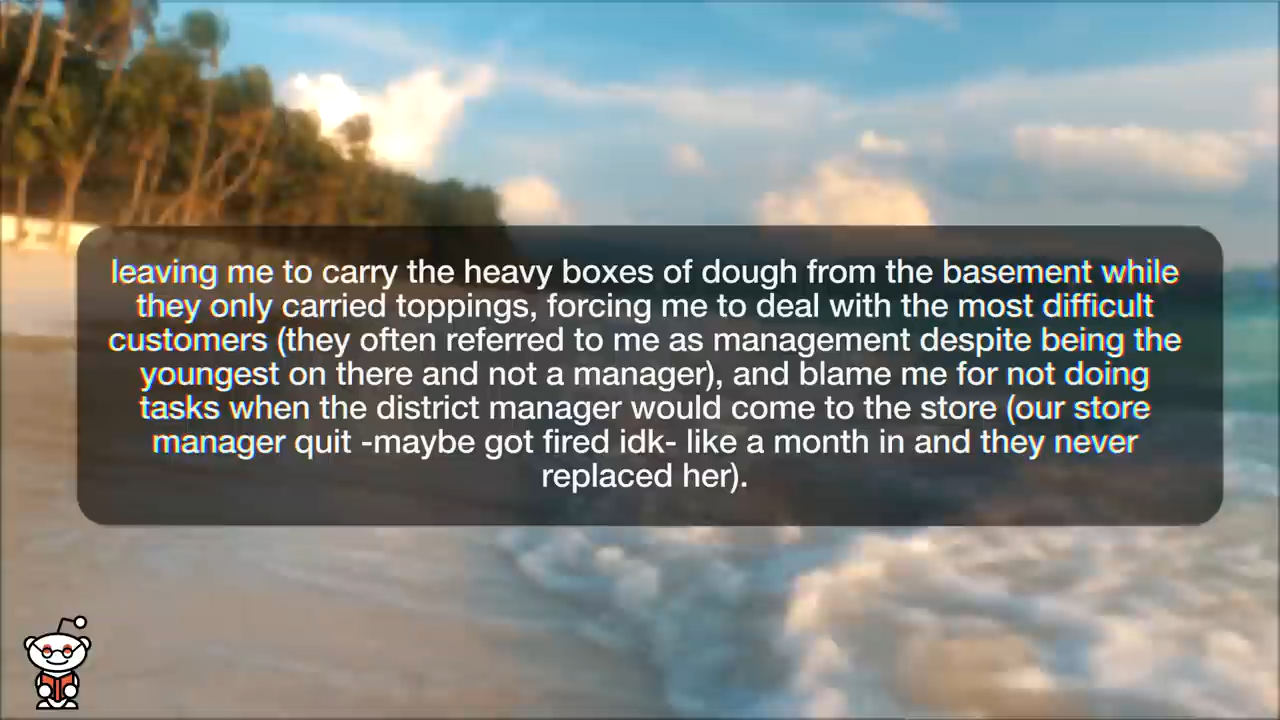 leaving me to carry the heavy boxes of dough from the basement while
they only carried toppings, forcing me to deal with the most difficult
customers (they often referred to me as management despite being the
youngest on there and not a manager), and blame me for not doing
tasks when the district manager would come to the store (our store
manager quit -maybe got fired idk- like a month in and they never
replaced her).